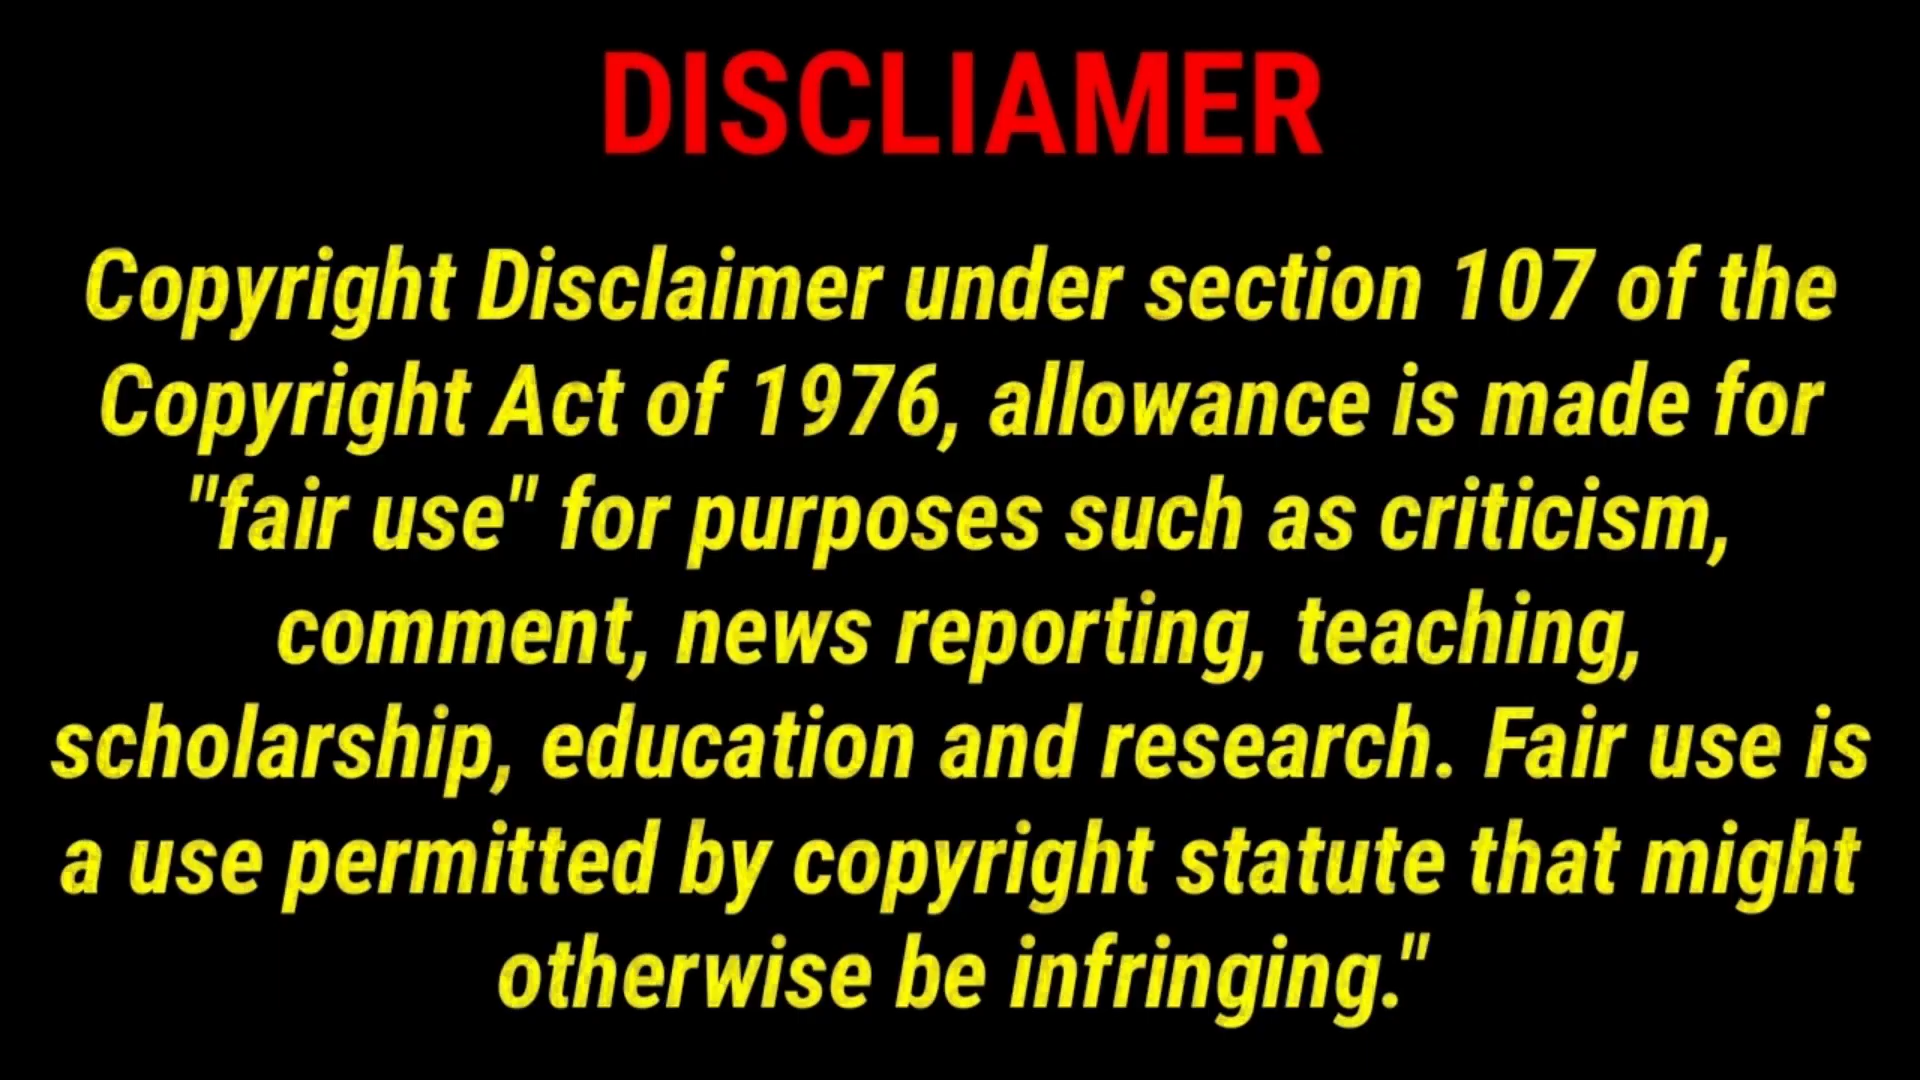 DISCLIAMER
Copyright Disclaimer under section 107 of the
Copyright Act of 1976, allowance is made for
"fair use" for purposes such as criticism,
comment, news reporting, teaching,
scholarship, education and research. Fair use is
a use permitted by copyright statute that might
otherwise be infringing."